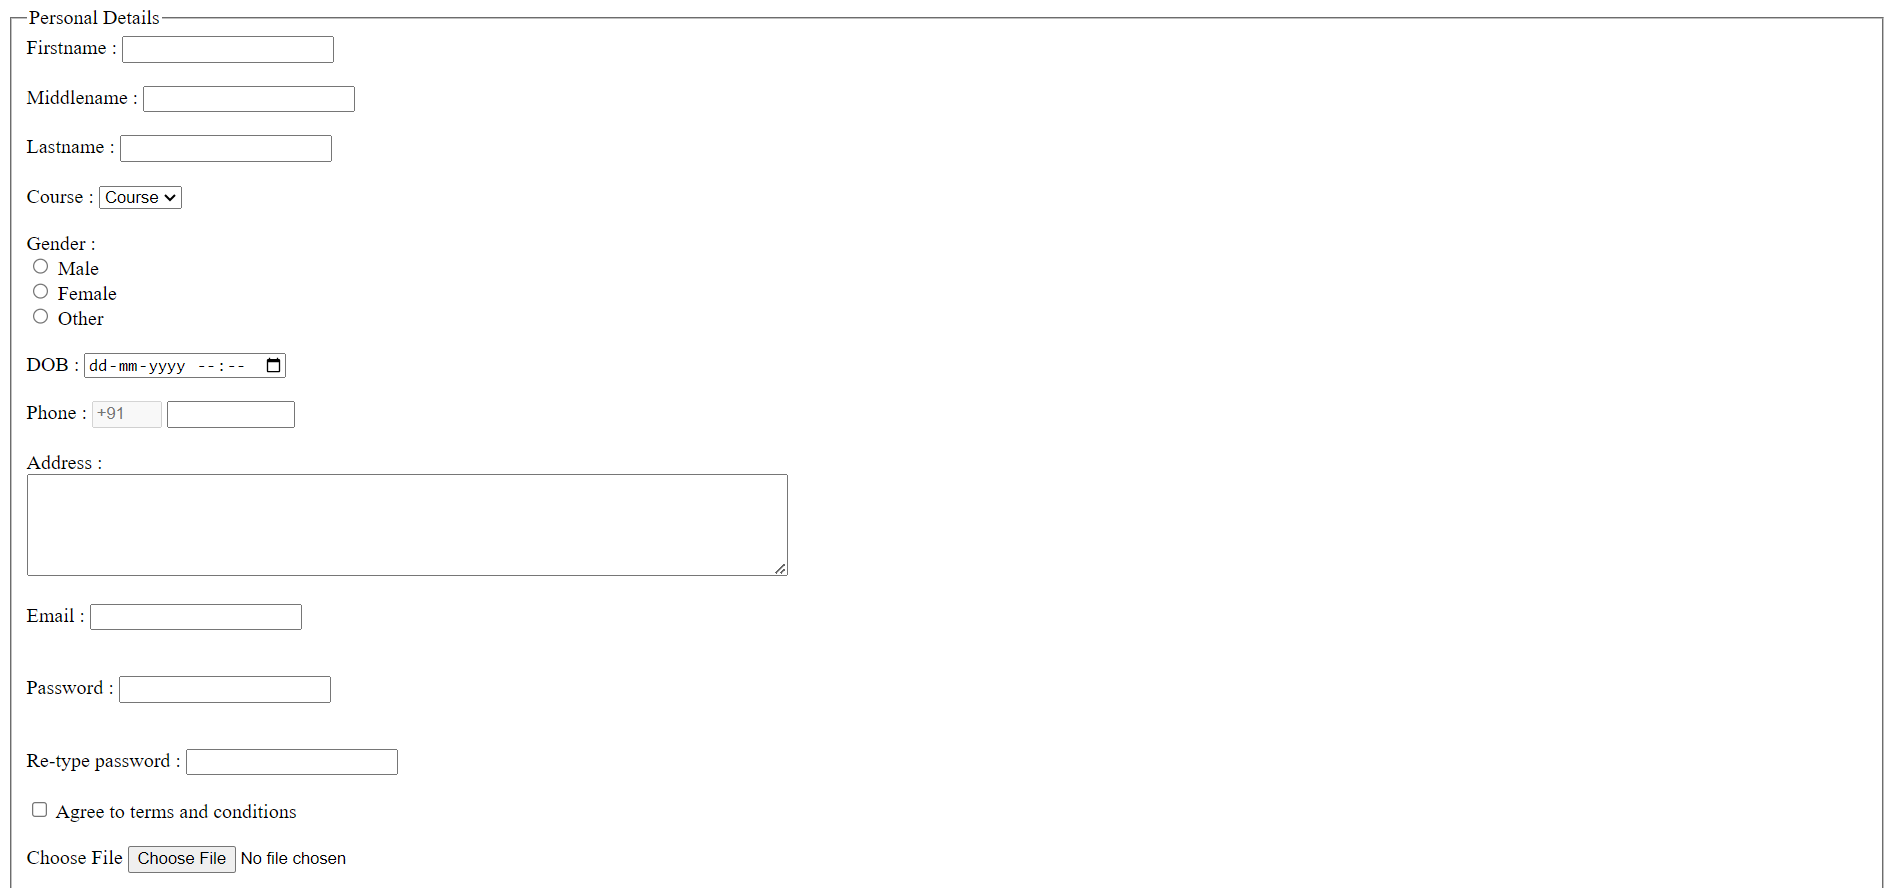 Personal Details
Firstname :
Middlename :
Lastname :
Course : Course
Gender :
Male
Female
Other
DOB : dd-mm-yyyy --:--
Phone : +91
Address :
Email :
Password :
Re-type password :
Agree to terms and conditions
Choose File Choose File No file chosen